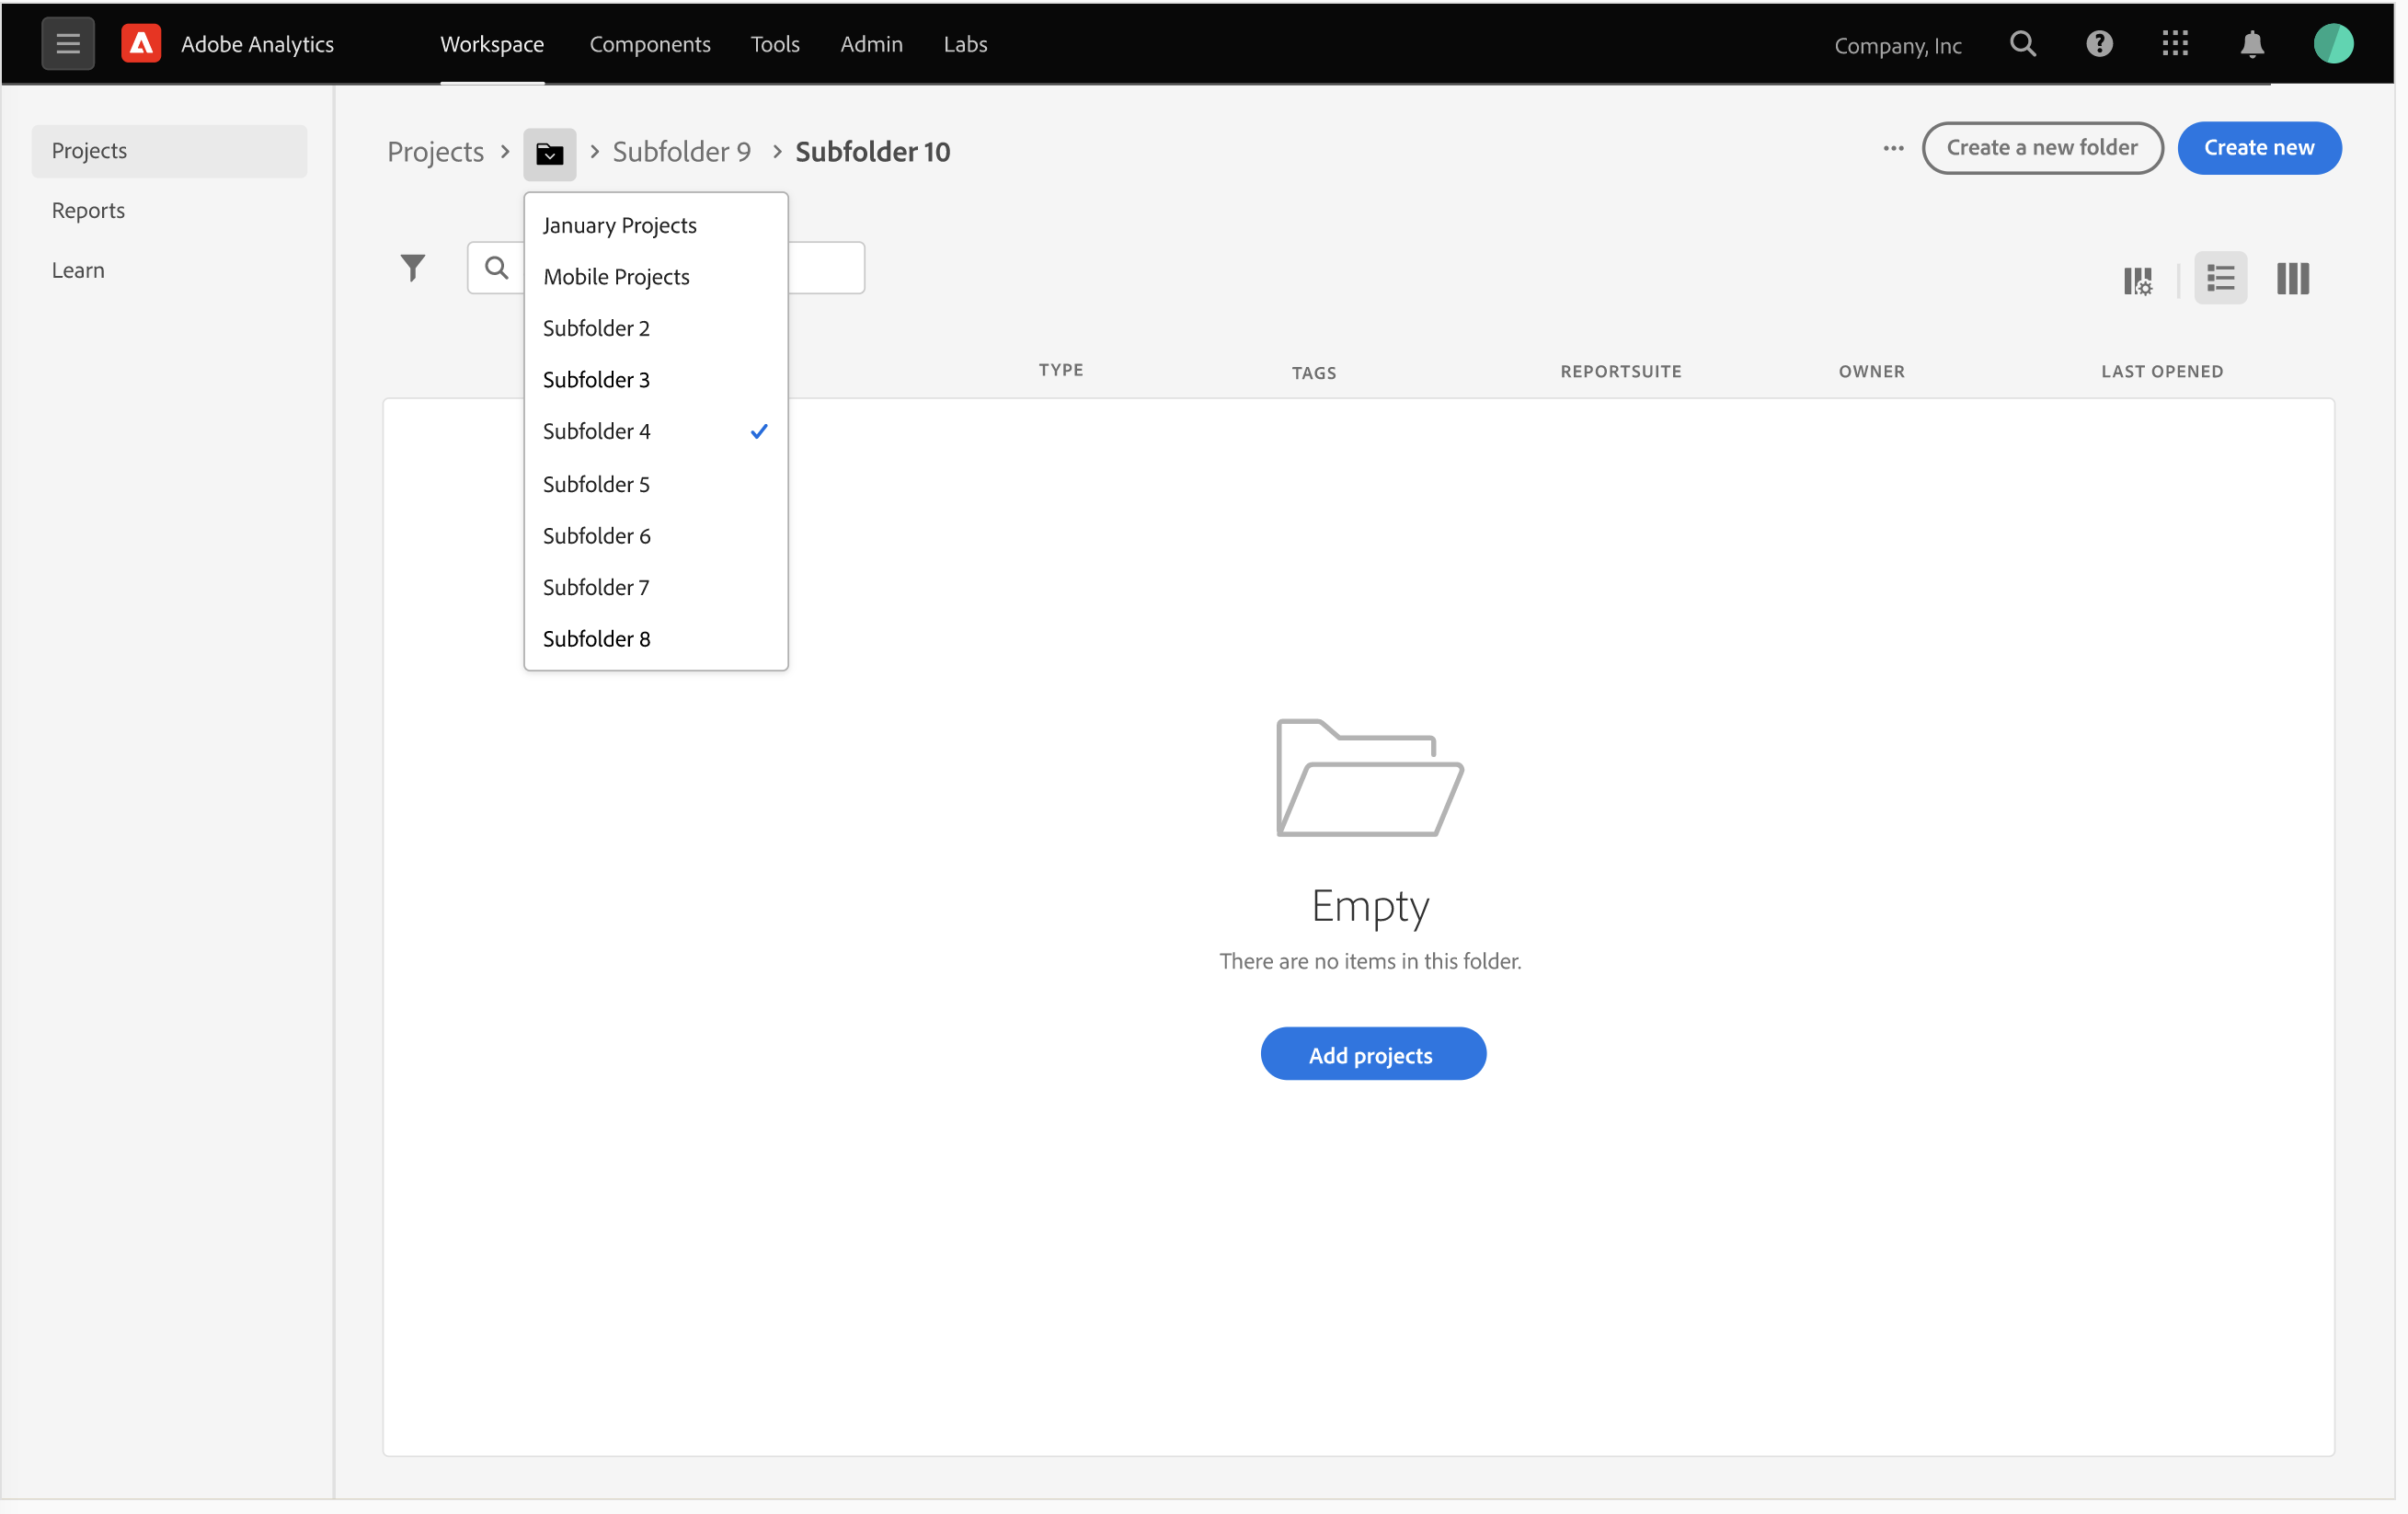 Adobe Analytics Workspace Components Tools Admin Labs Company, Inc
Projects
Reports
Learn
Projects > Subfolder 9 > Subfolder 10
Create a new folder
Create new
January Projects
Mobile Projects
Subfolder 2
Subfolder 3
Subfolder 4
Subfolder 5
Subfolder 6
Subfolder 7
Subfolder 8
TYPE TAGS REPORTSUITE OWNER LAST OPENED
Empty
There are no items in this folder.
Add projects